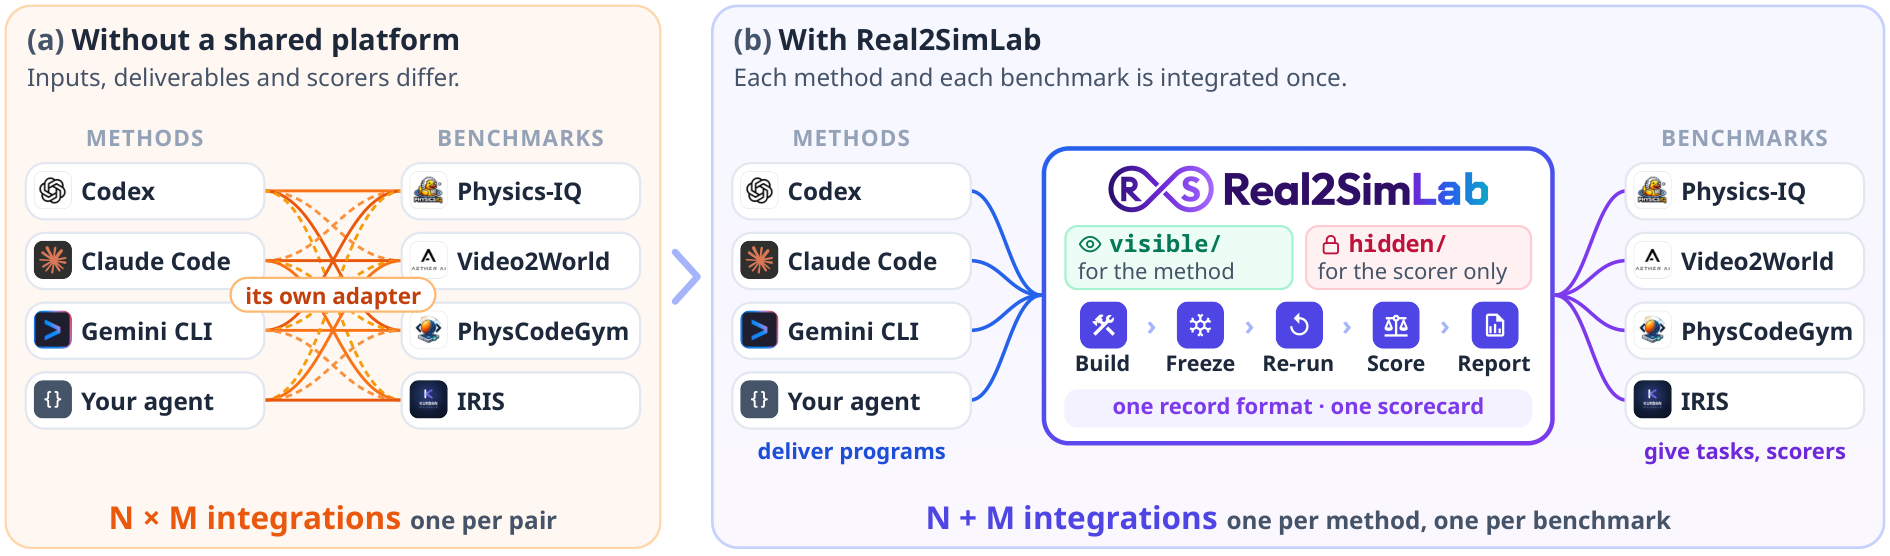 (a) Without a shared platform
Inputs, deliverables and scorers differ.
METHODS
BENCHMARKS
Codex
Physics-IQ
Claude Code
Video2World
its own adapter
Gemini CLI
PhysCodeGym
{} Your agent
IRIS
N × M integrations one per pair
(b) With Real2SimLab
Each method and each benchmark is integrated once.
METHODS
BENCHMARKS
Codex
Claude Code
Gemini CLI
{} Your agent
deliver programs
RS Real2SimLab
visible/
for the method
hidden/
for the scorer only
Build › Freeze › Re-run › Score › Report
one record format · one scorecard
Physics-IQ
AETHER AI Video2World
PhysCodeGym
IRIS
give tasks, scorers
N + M integrations one per method, one per benchmark